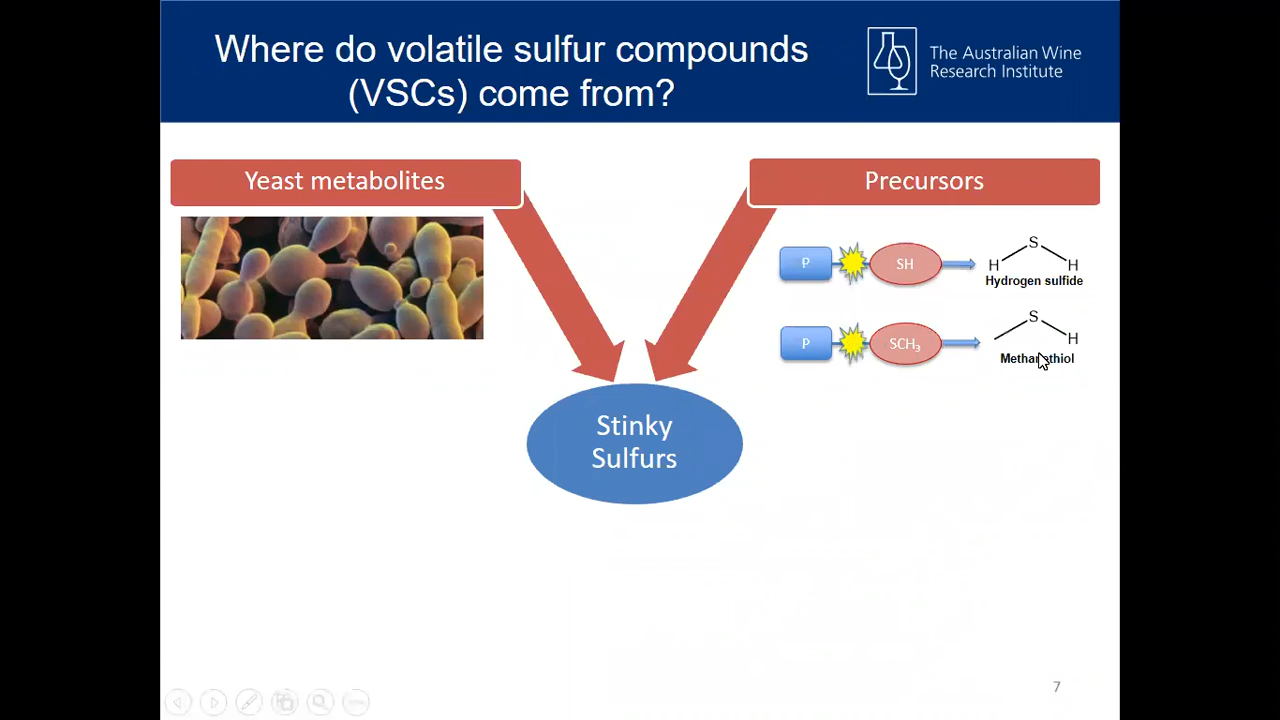 Where do volatile sulfur compounds
(VSCs) come from?
The Australian Wine
Research Institute
Yeast metabolites
Precursors
P
SH
S
H
H
Hydrogen sulfide
P
SCH₃
S
H
Methanethiol
Stinky
Sulfurs
7